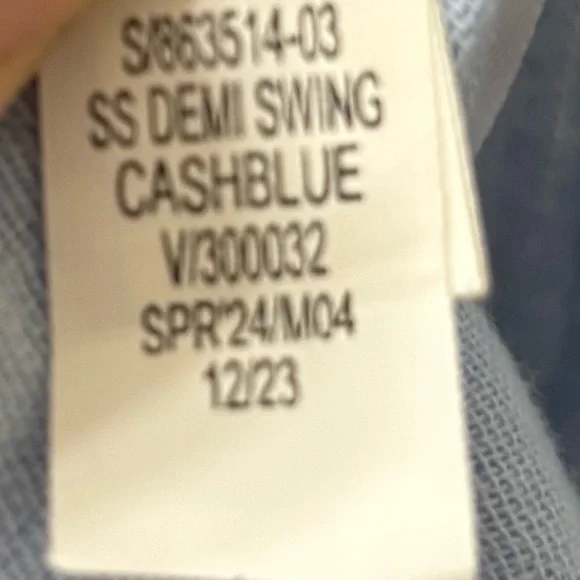 S/863514-03
SS DEMI SWING
CASHBLUE
V/300032
SPR'24/M04
12/23